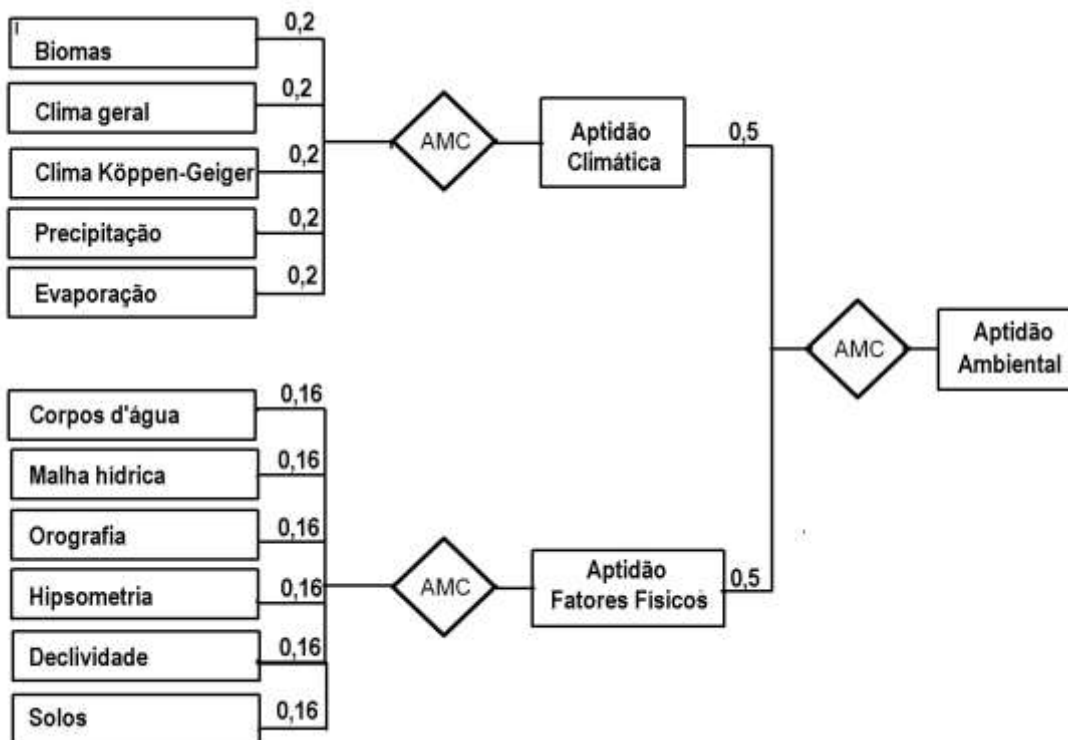 0,2
Biomas
0,2
Clima geral
0,2
Clima Köppen-Geiger
0,2
Precipitação
0,2
Evaporação
AMC
Aptidão
Climática
0,5
0,16
Corpos d'água
0,16
Malha hídrica
0,16
Orografia
0,16
Hipsometria
0,16
Declividade
0,16
Solos
AMC
Aptidão
Fatores Físicos
0,5
AMC
Aptidão
Ambiental